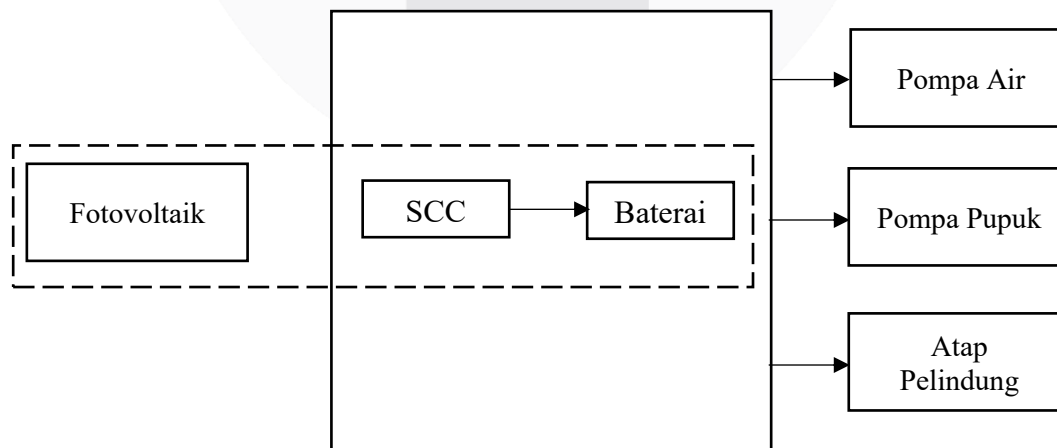 Pompa Air
Fotovoltaik
SCC
Baterai
Pompa Pupuk
Atap
Pelindung